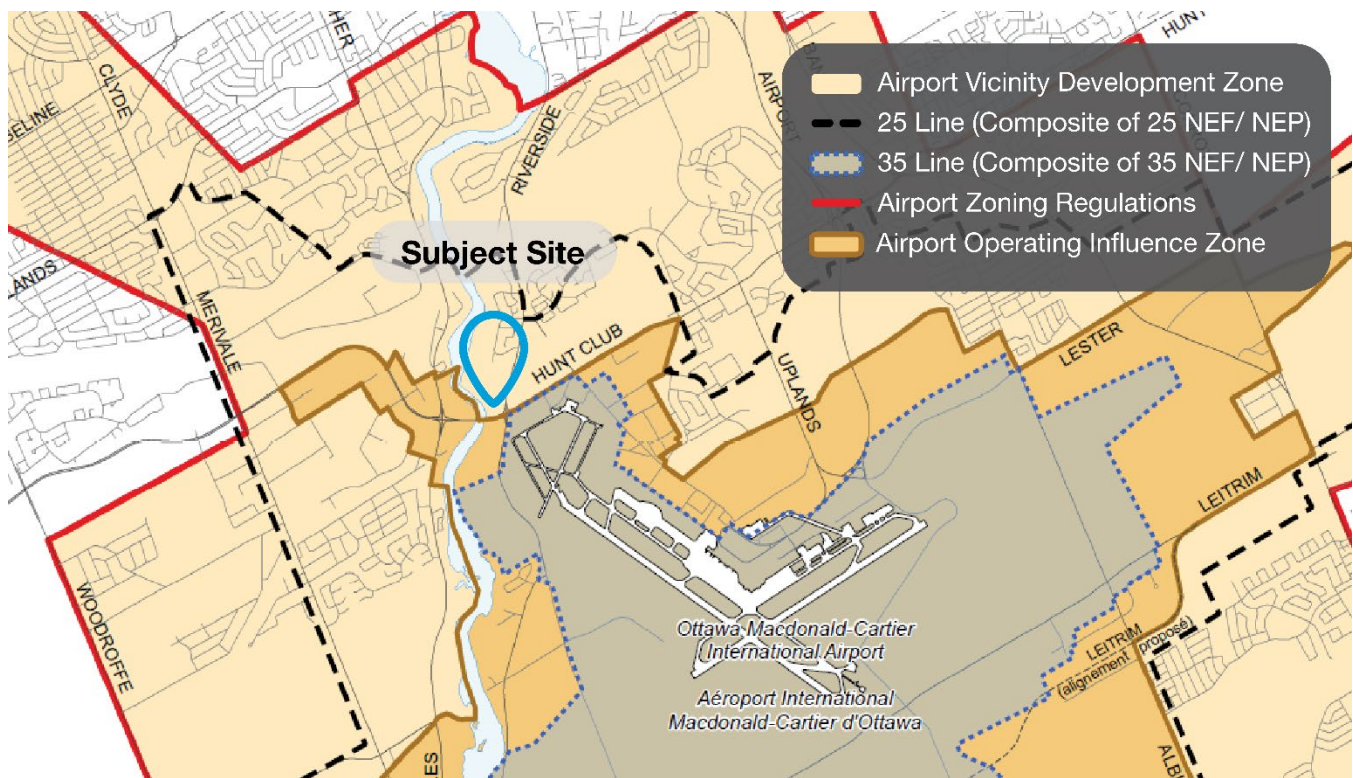 CLYDE
RIVERSIDE
AIRPORT
HUNT
Airport Vicinity Development Zone
25 Line (Composite of 25 NEF/ NEP)
35 Line (Composite of 35 NEF/ NEP)
Airport Zoning Regulations
Airport Operating Influence Zone
Subject Site
MERIVALE
HUNT CLUB
UPLANDS
LESTER
WOODROFFE
LEITRIM
LEITRIM
(alignement proposé)
Ottawa Macdonald-Cartier
International Airport
Aéroport International
Macdonald-Cartier d'Ottawa